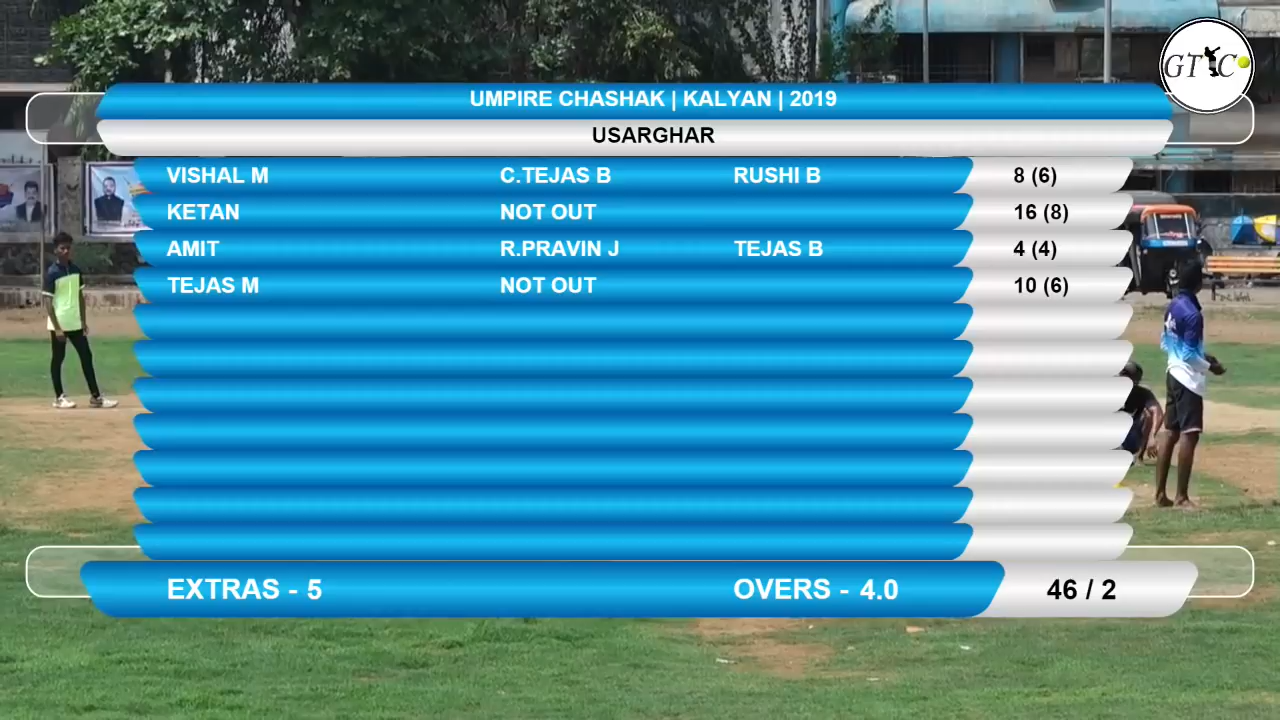 GTCC
UMPIRE CHASHAK | KALYAN | 2019
USARGHAR
VISHAL M C.TEJAS B RUSHI B 8 (6)
KETAN NOT OUT 16 (8)
AMIT R.PRAVIN J TEJAS B 4 (4)
TEJAS M NOT OUT 10 (6)
EXTRAS - 5 OVERS - 4.0 46 / 2